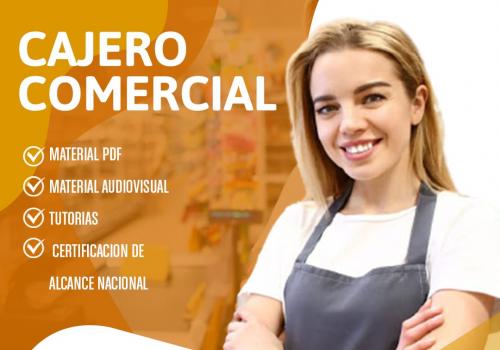 CAJERO
COMERCIAL
MATERIAL PDF
MATERIAL AUDIOVISUAL
TUTORIAS
CERTIFICACION DE
ALCANCE NACIONAL